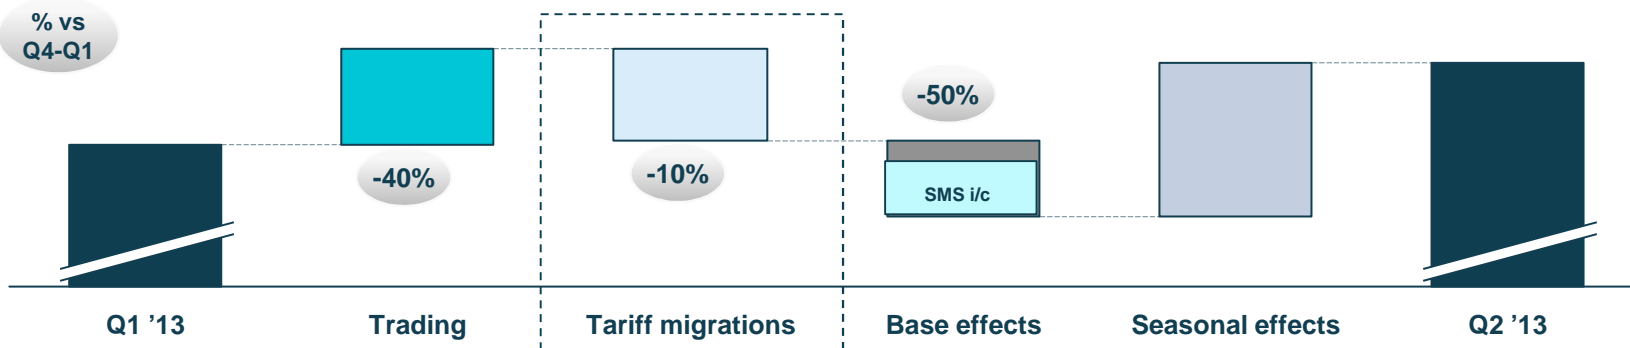 % vs
Q4-Q1
-50%
-40%
-10%
SMS i/c
Q1 ’13
Trading
Tariff migrations
Base effects
Seasonal effects
Q2 ’13